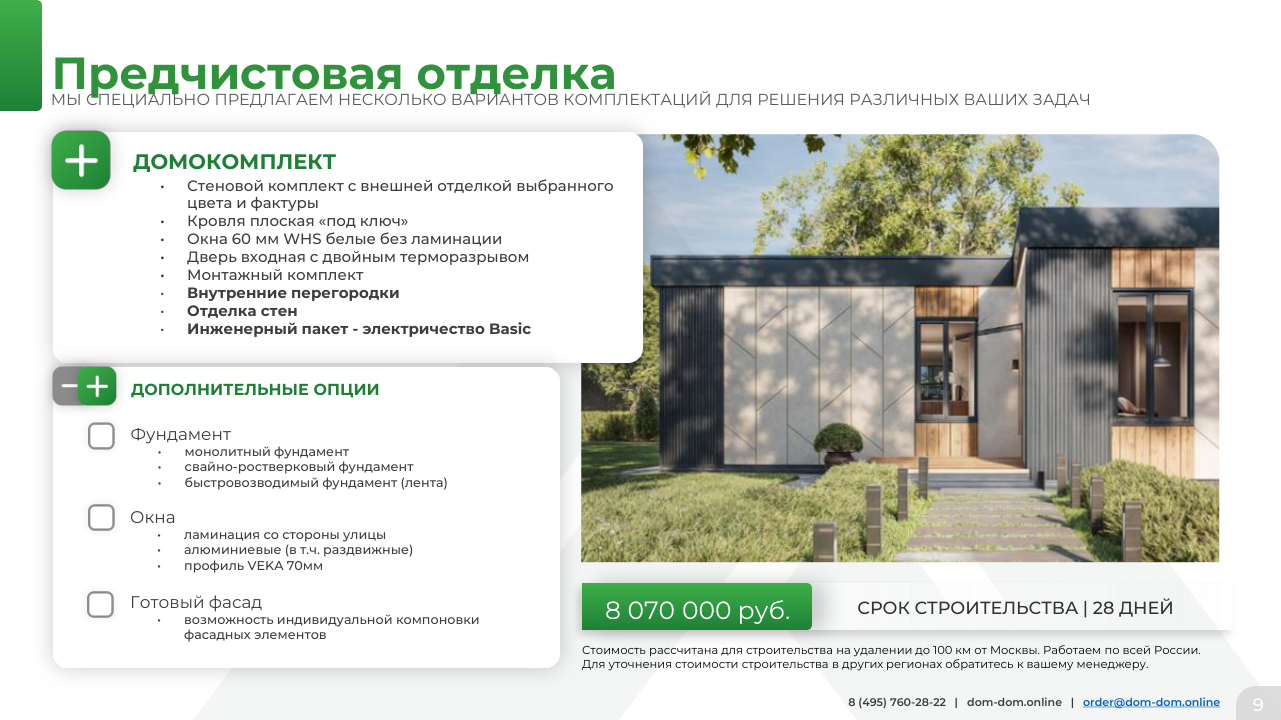 Предчистовая отделка
МЫ СПЕЦИАЛЬНО ПРЕДЛАГАЕМ НЕСКОЛЬКО ВАРИАНТОВ КОМПЛЕКТАЦИЙ ДЛЯ РЕШЕНИЯ РАЗЛИЧНЫХ ВАШИХ ЗАДАЧ
ДОМОКОМПЛЕКТ
• Стеновой комплект с внешней отделкой выбранного
цвета и фактуры
• Кровля плоская «под ключ»
• Окна 60 мм WHS белые без ламинации
• Дверь входная с двойным терморазрывом
• Монтажный комплект
• Внутренние перегородки
• Отделка стен
• Инженерный пакет - электричество Basic
ДОПОЛНИТЕЛЬНЫЕ ОПЦИИ
Фундамент
• монолитный фундамент
• свайно-ростверковый фундамент
• быстровозводимый фундамент (лента)
Окна
• ламинация со стороны улицы
• алюминиевые (в т.ч. раздвижные)
• профиль VEKA 70мм
Готовый фасад
• возможность индивидуальной компоновки
фасадных элементов
8 070 000 руб.
СРОК СТРОИТЕЛЬСТВА | 28 ДНЕЙ
Стоимость рассчитана для строительства на удалении до 100 км от Москвы. Работаем по всей России.
Для уточнения стоимости строительства в других регионах обратитесь к вашему менеджеру.
8 (495) 760-28-22 | dom-dom.online | order@dom-dom.online
9